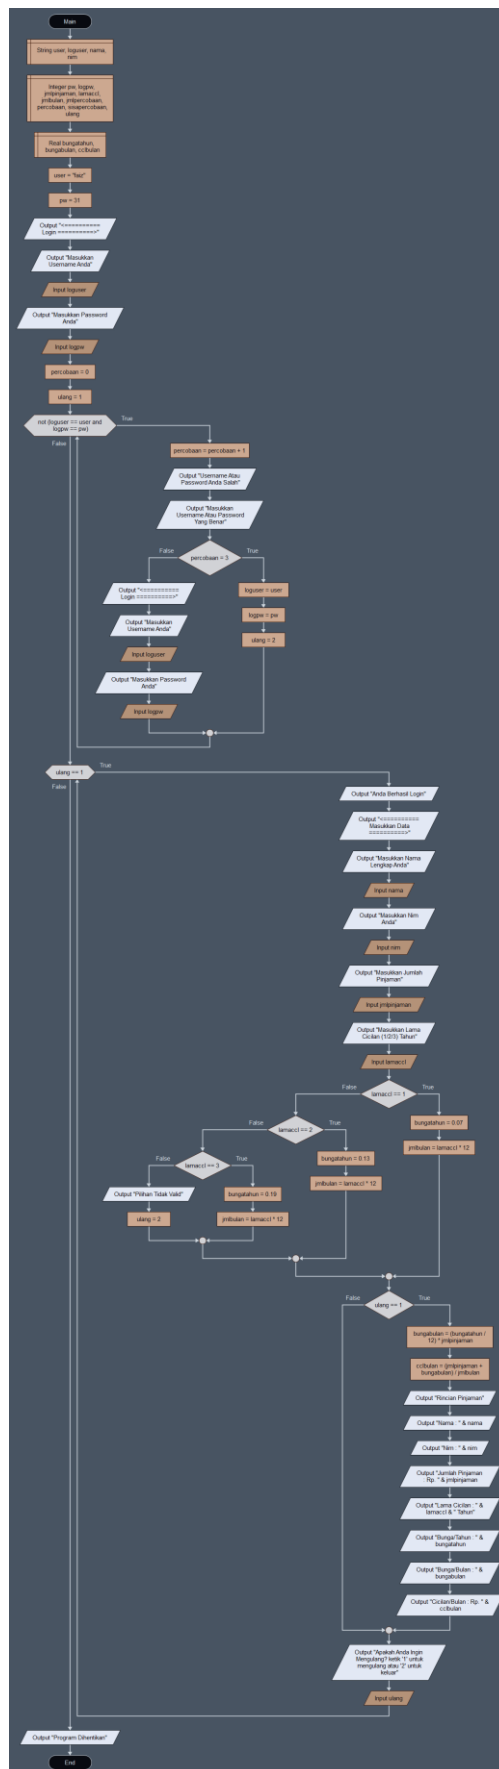 Main
String user, loguser, nama,
nim
Integer pw, logpw,
jmlpinjaman, lamaccl,
jmlbulan, jmlpercobaan,
percobaan, sisapercobaan,
ulang
Real bungatahun,
bungabulan, cclbulan
user = "faiz"
pw = 31
Output "<==========
Login ==========>"
Output "Masukkan
Username Anda"
Input loguser
Output "Masukkan Password
Anda"
Input logpw
percobaan = 0
ulang = 1
not (loguser == user and
logpw == pw)
True
False
percobaan = percobaan + 1
Output "Username Atau
Password Anda Salah"
Output "Masukkan
Username Atau Password
Yang Benar"
False
True
percobaan = 3
Output "<==========
Login ==========>"
Output "Masukkan
Username Anda"
Input loguser
Output "Masukkan Password
Anda"
Input logpw
loguser = user
logpw = pw
ulang = 2
ulang == 1
True
False
Output "Anda Berhasil Login"
Output "<==========
Masukkan Data
==========>"
Output "Masukkan Nama
Lengkap Anda"
Input nama
Output "Masukkan Nim
Anda"
Input nim
Output "Masukkan Jumlah
Pinjaman"
Input jmlpinjaman
Output "Masukkan Lama
Cicilan (1/2/3) Tahun"
Input lamaccl
False
True
lamaccl == 1
bungatahun = 0.07
jmlbulan = lamaccl * 12
False
True
lamaccl == 2
bungatahun = 0.13
jmlbulan = lamaccl * 12
False
True
lamaccl == 3
Output "Pilihan Tidak Valid"
ulang = 2
bungatahun = 0.19
jmlbulan = lamaccl * 12
False
True
ulang == 1
bungabulan = (bungatahun /
12) * jmlpinjaman
cclbulan = (jmlpinjaman +
bungabulan) / jmlbulan
Output "Rincian Pinjaman"
Output "Nama : " & nama
Output "Nim : " & nim
Output "Jumlah Pinjaman
: Rp. " & jmlpinjaman
Output "Lama Cicilan : " &
lamaccl & " Tahun"
Output "Bunga/Tahun : " &
bungatahun
Output "Bunga/Bulan : " &
bungabulan
Output "Cicilan/Bulan : Rp. " &
cclbulan
Output "Apakah Anda Ingin
Mengulang? ketik '1' untuk
mengulang atau '2' untuk
keluar"
Input ulang
Output "Program Dihentikan"
End